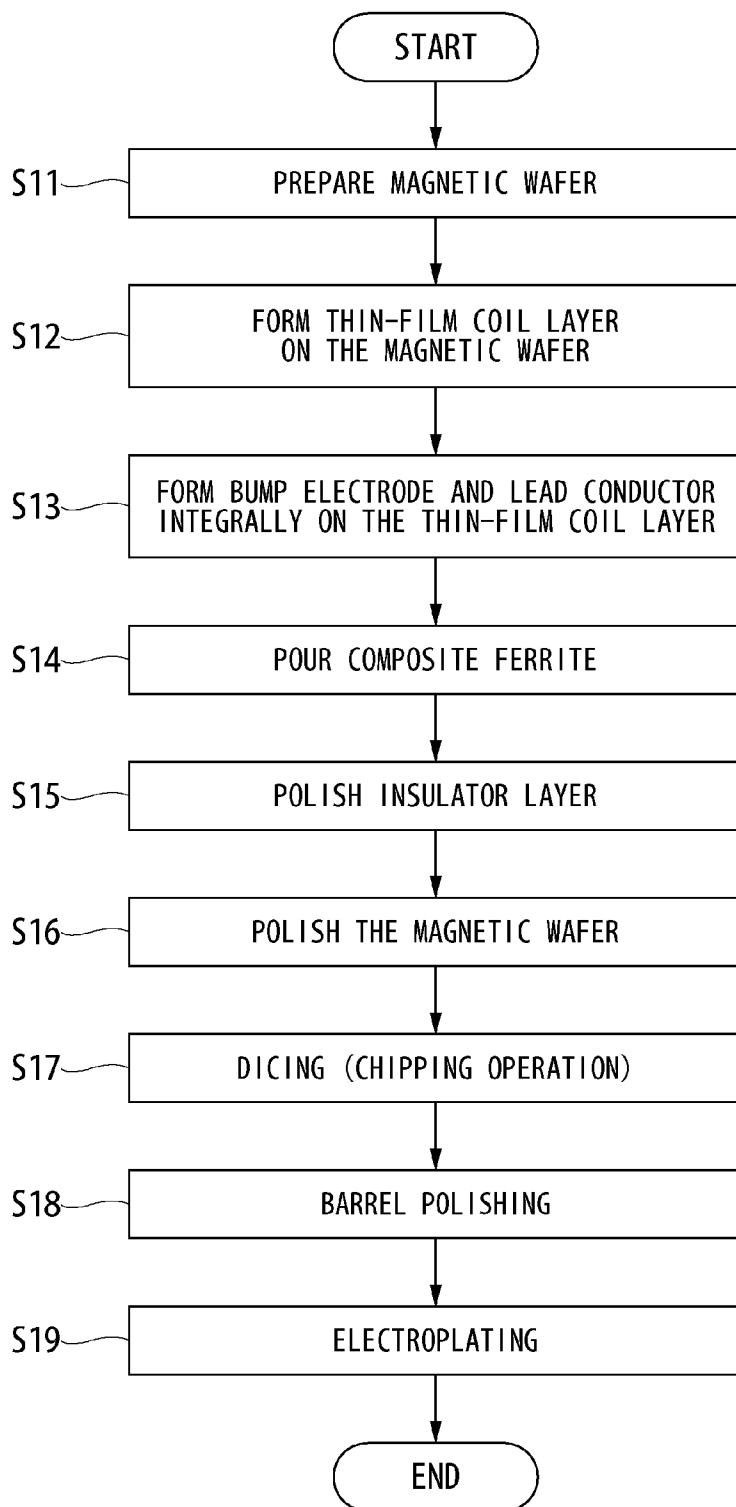 START
S11 PREPARE MAGNETIC WAFER
S12 FORM THIN-FILM COIL LAYER
ON THE MAGNETIC WAFER
S13 FORM BUMP ELECTRODE AND LEAD CONDUCTOR
INTEGRALLY ON THE THIN-FILM COIL LAYER
S14 POUR COMPOSITE FERRITE
S15 POLISH INSULATOR LAYER
S16 POLISH THE MAGNETIC WAFER
S17 DICING (CHIPPING OPERATION)
S18 BARREL POLISHING
S19 ELECTROPLATING
END